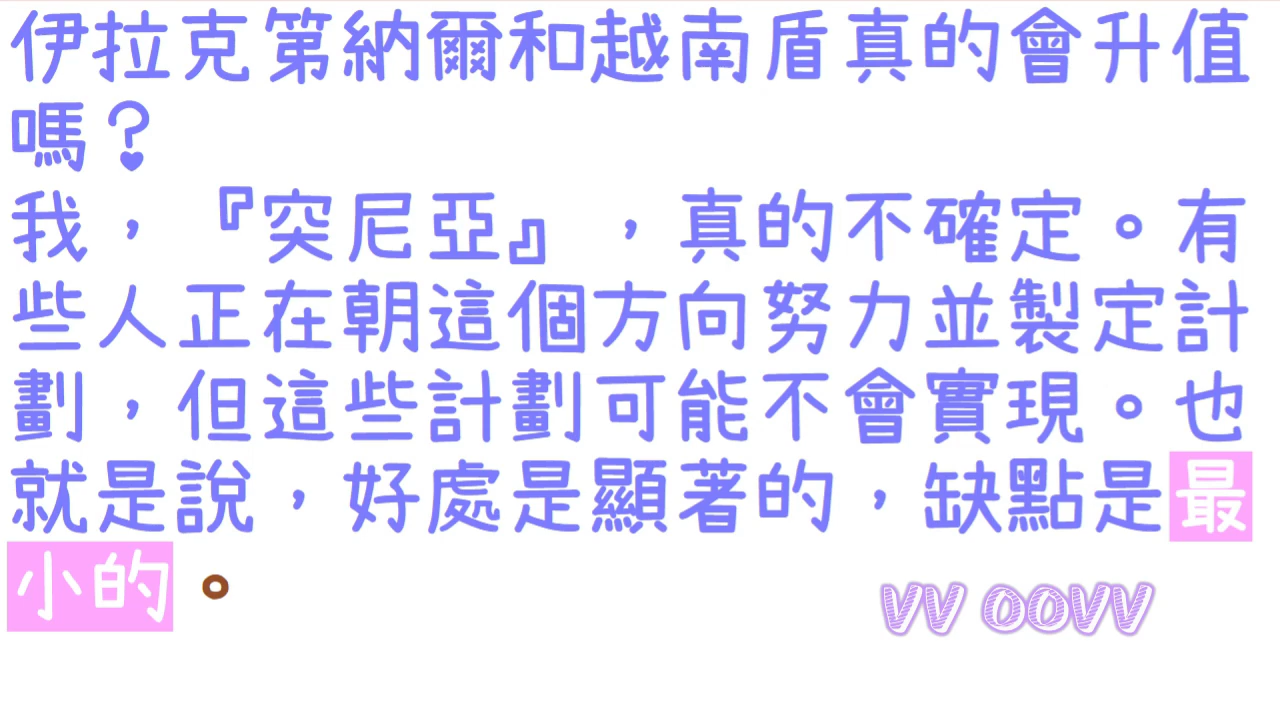 伊拉克第納爾和越南盾真的會升值
嗎？
我，『突尼亞』，真的不確定。有
些人正在朝這個方向努力並製定計
劃，但這些計劃可能不會實現。也
就是說，好處是顯著的，缺點是最
小的。
VV OOVV